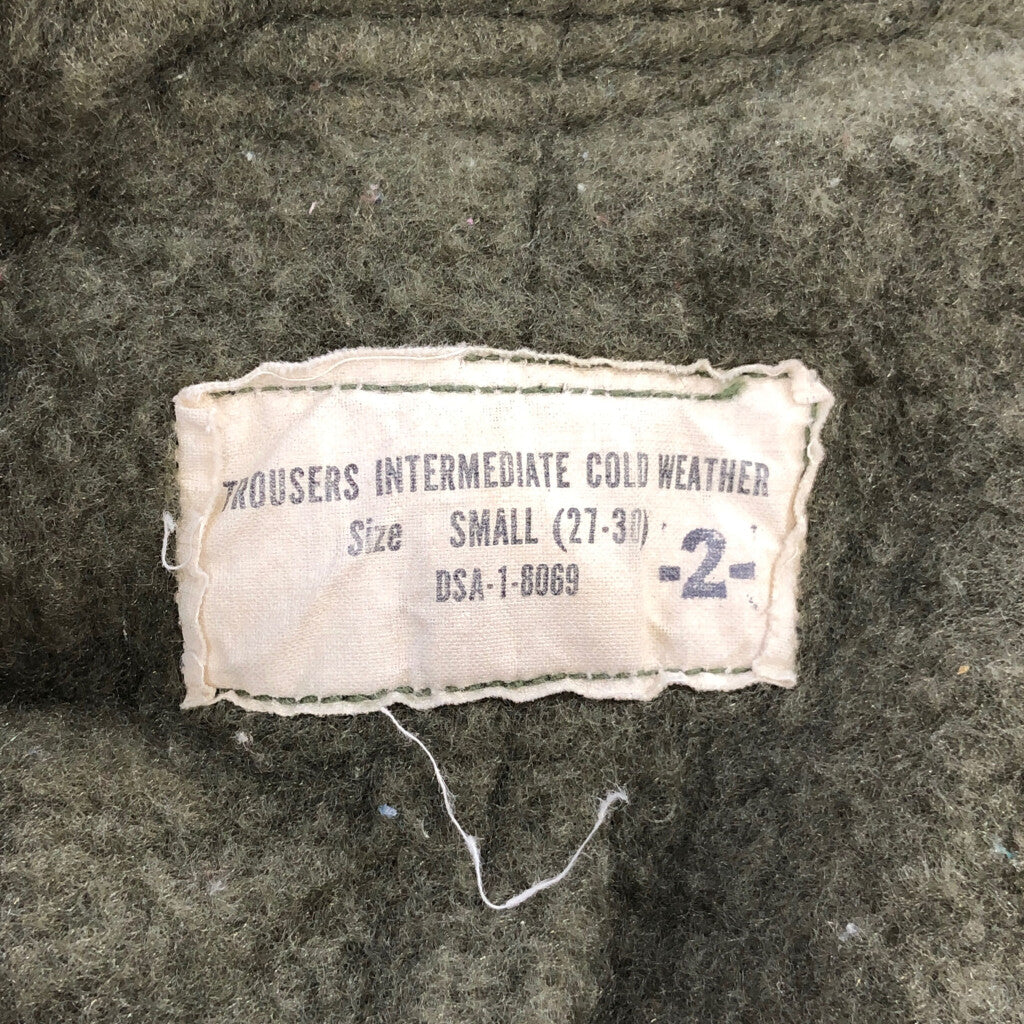 TROUSERS INTERMEDIATE COLD WEATHER
Size SMALL (27-30)
DSA-1-8069
-2-